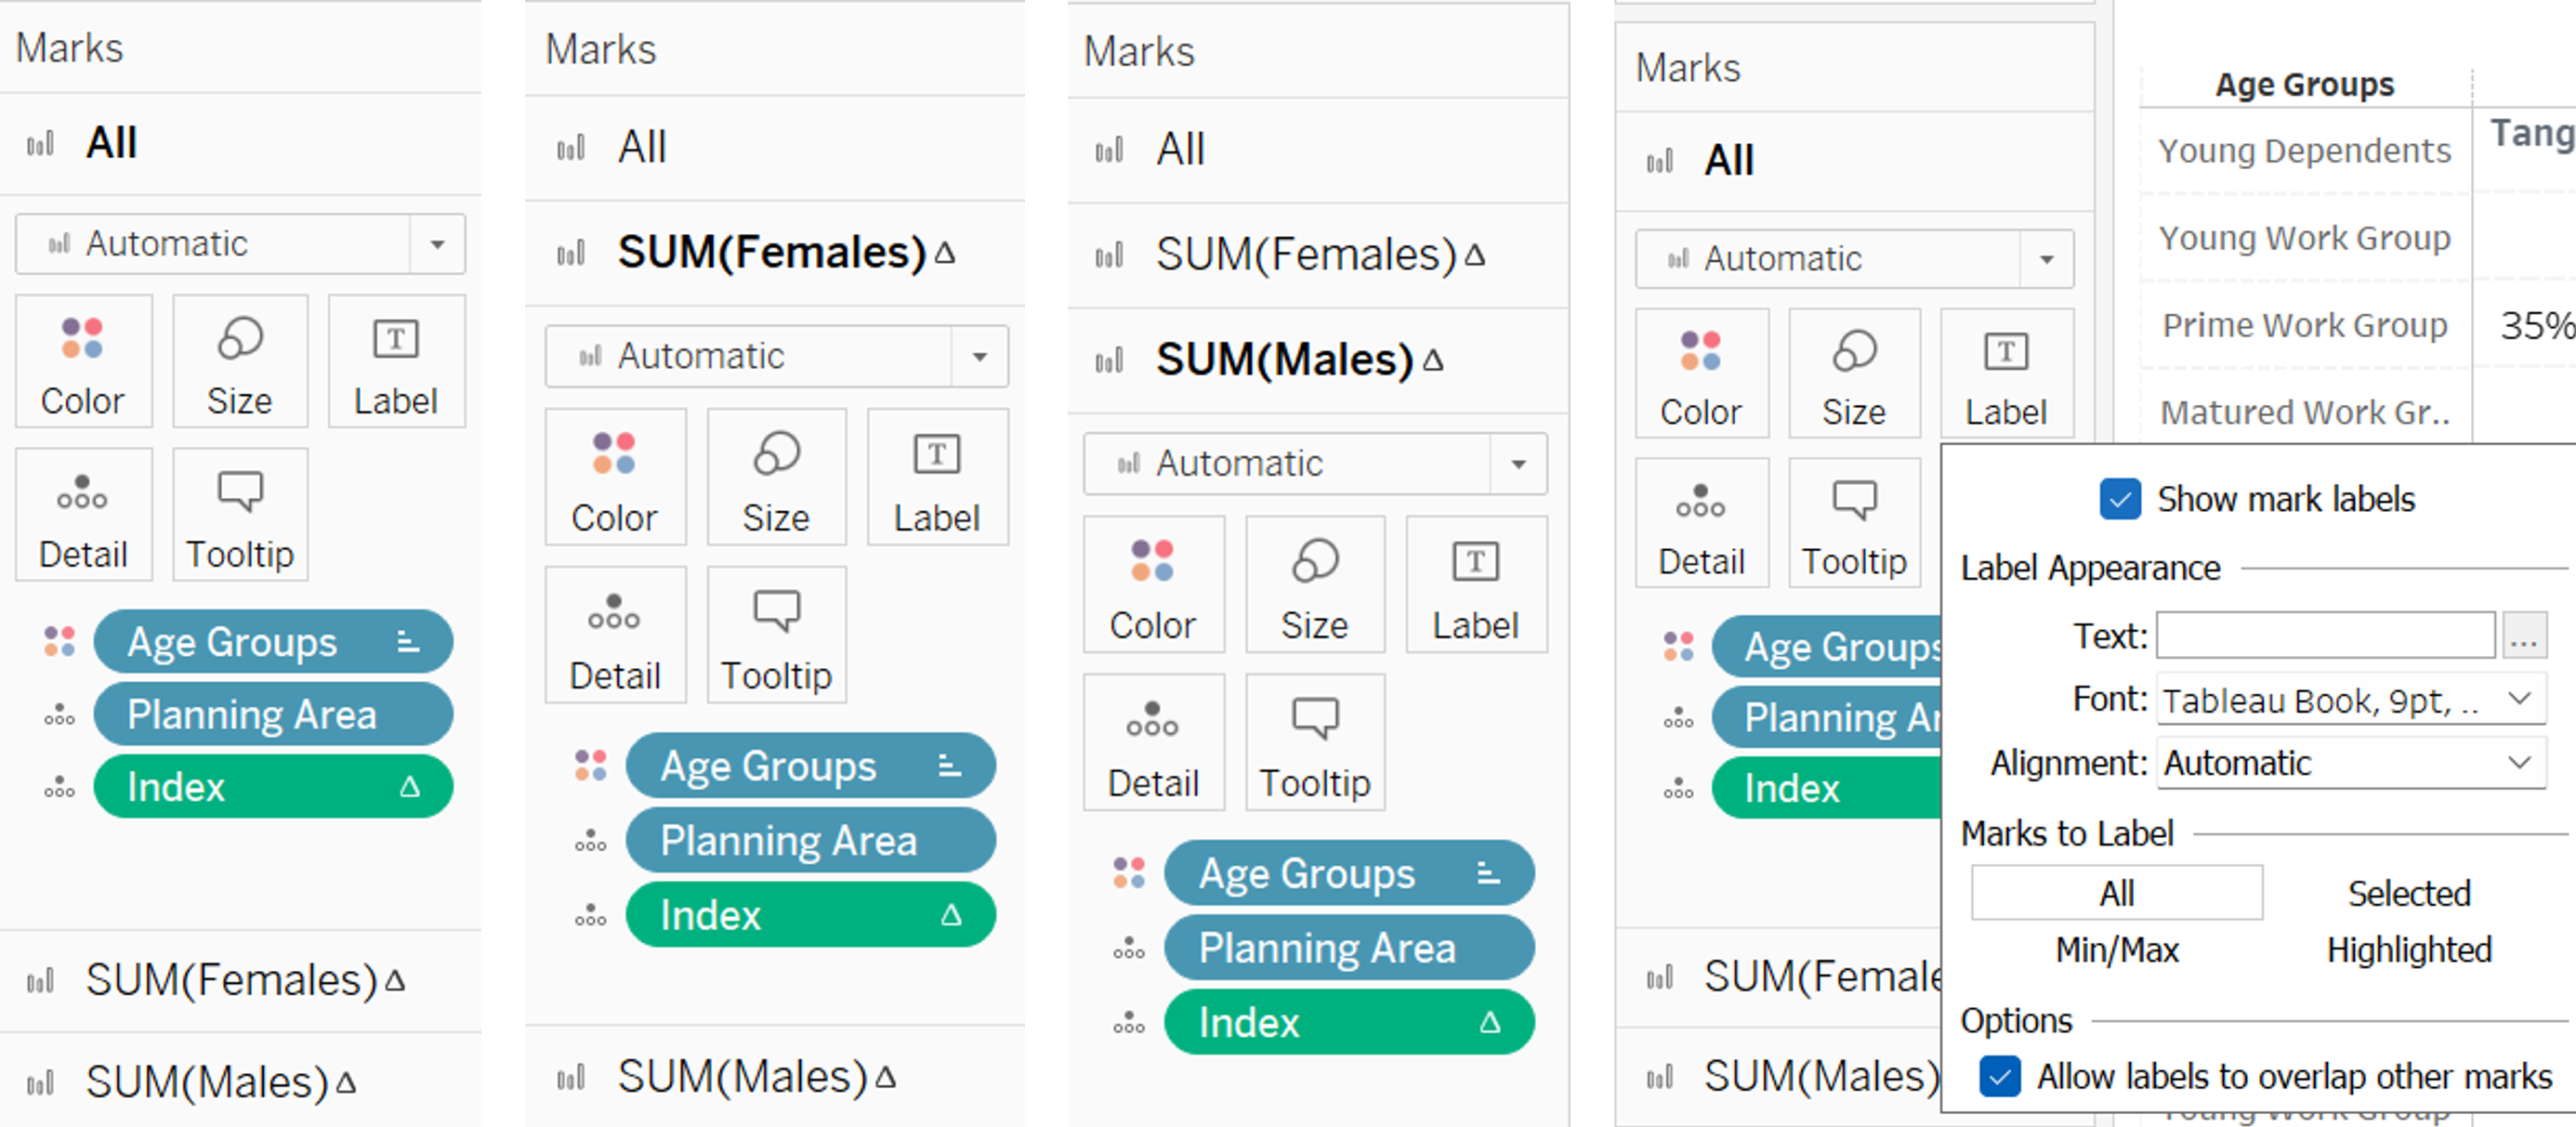 Marks
All
Automatic
Color Size Label
Detail Tooltip
Age Groups
Planning Area
Index
SUM(Females)
SUM(Males)
Marks
All
SUM(Females)
Automatic
Color Size Label
Detail Tooltip
Age Groups
Planning Area
Index
SUM(Males)
Marks
All
SUM(Females)
SUM(Males)
Automatic
Color Size Label
Detail Tooltip
Age Groups
Planning Area
Index
Marks
All
Automatic
Color Size Label
Detail Tooltip
Age Groups
Planning Ar
Index
SUM(Female
SUM(Males)
Age Groups
Young Dependents Tang
Young Work Group
Prime Work Group 35%
Matured Work Gr..
Show mark labels
Label Appearance
Text: ...
Font: Tableau Book, 9pt, ..
Alignment: Automatic
Marks to Label
All Selected
Min/Max Highlighted
Options
Allow labels to overlap other marks
Young Work Group